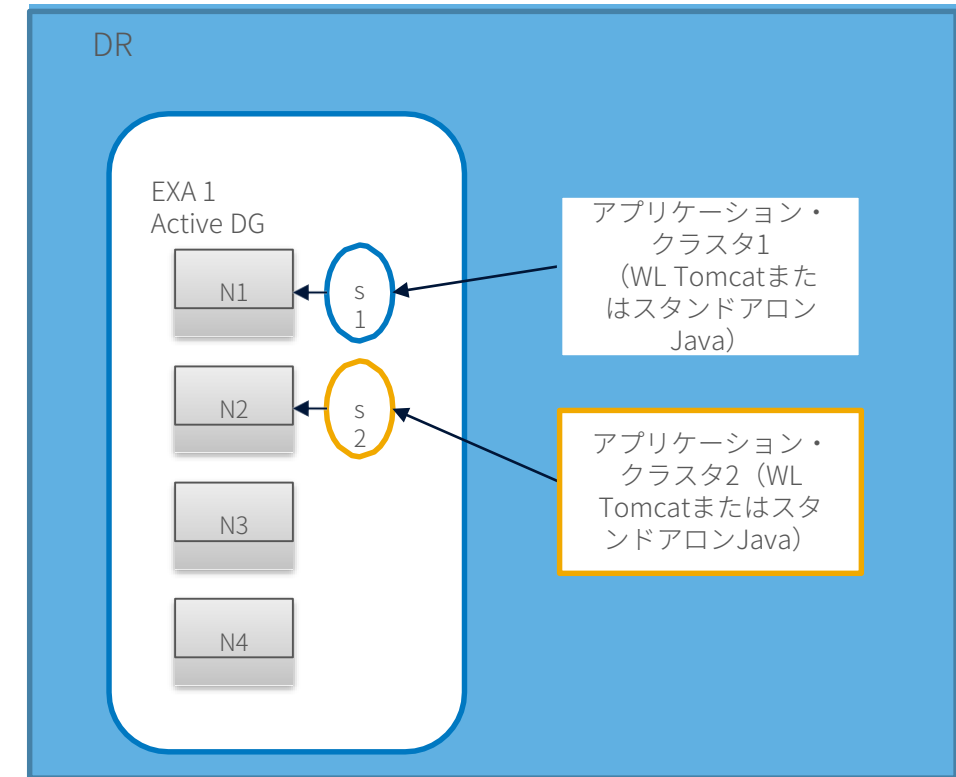 DR
EXA 1
Active DG
N1
s
1
アプリケーション・
クラスタ1
（WL Tomcatまた
はスタンドアロン
Java）
N2
s
2
アプリケーション・
クラスタ2（WL
Tomcatまたはスタ
ンドアロンJava）
N3
N4